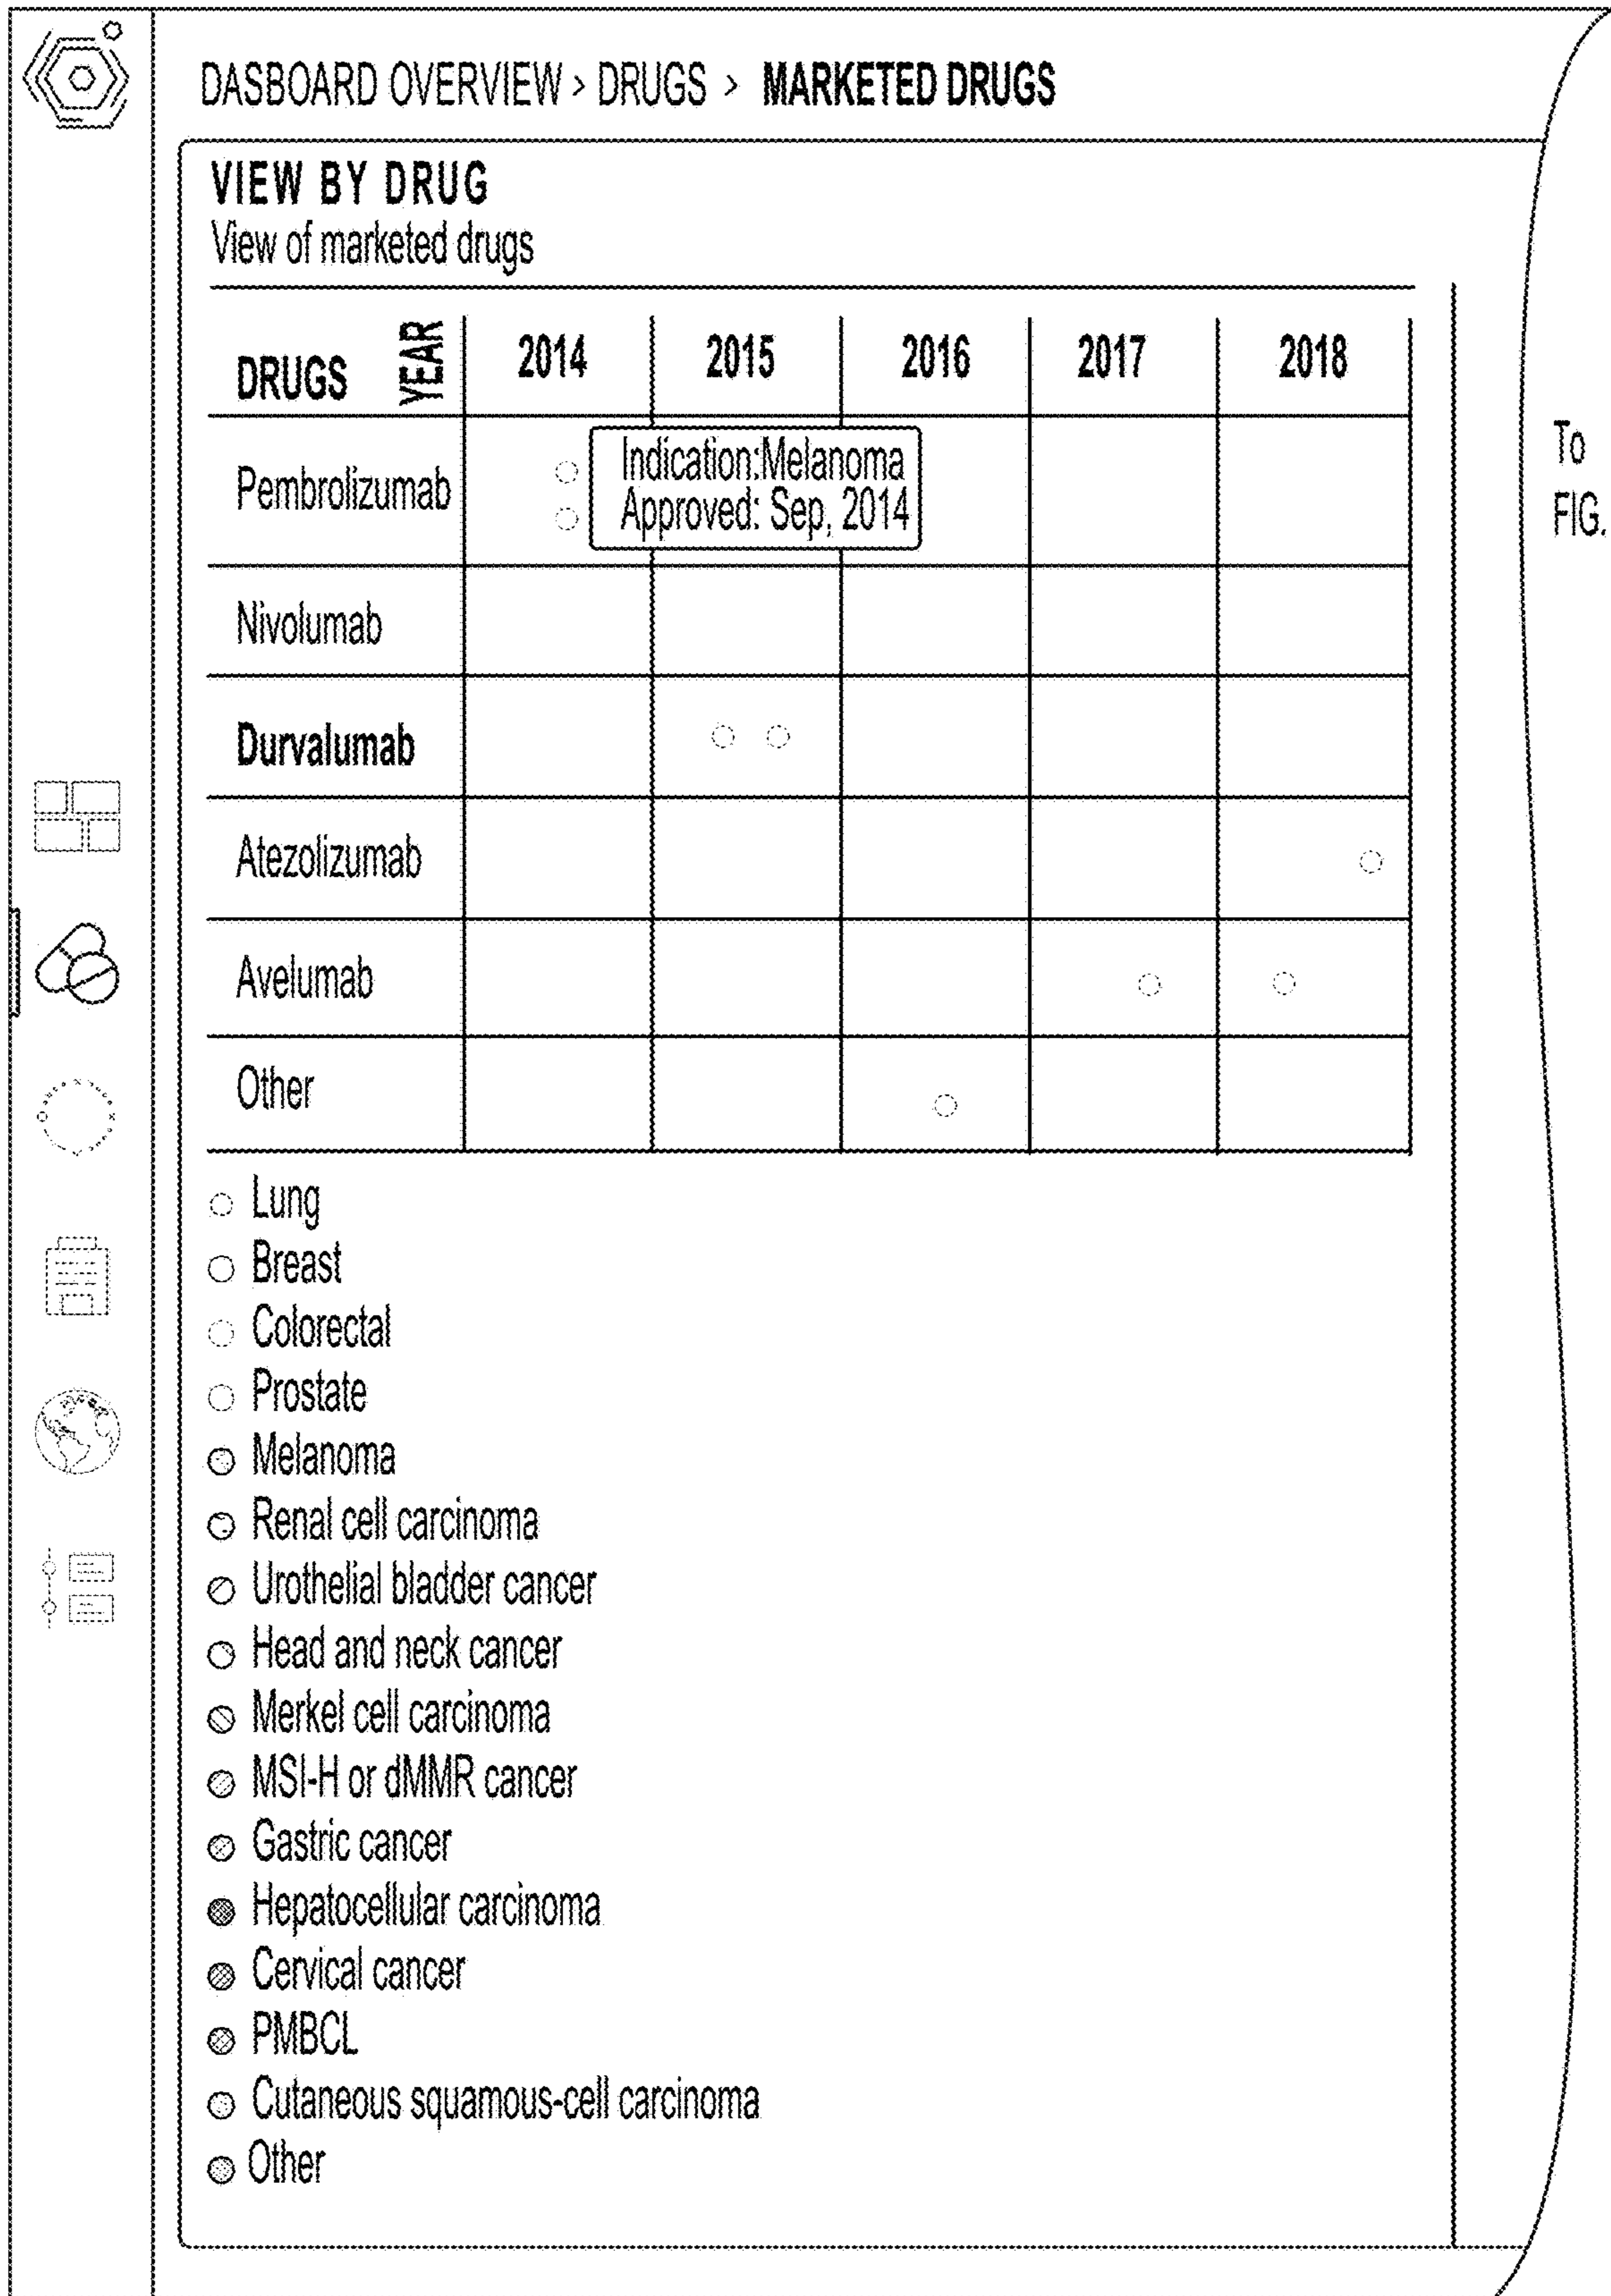 DASBOARD OVERVIEW > DRUGS > MARKETED DRUGS
VIEW BY DRUG
View of marketed drugs
DRUGS YEAR 2014 2015 2016 2017 2018
Pembrolizumab
Indication:Melanoma
Approved: Sep, 2014
Nivolumab
Durvalumab
Atezolizumab
Avelumab
Other
Lung
Breast
Colorectal
Prostate
Melanoma
Renal cell carcinoma
Urothelial bladder cancer
Head and neck cancer
Merkel cell carcinoma
MSI-H or dMMR cancer
Gastric cancer
Hepatocellular carcinoma
Cervical cancer
PMBCL
Cutaneous squamous-cell carcinoma
Other
To
FIG.